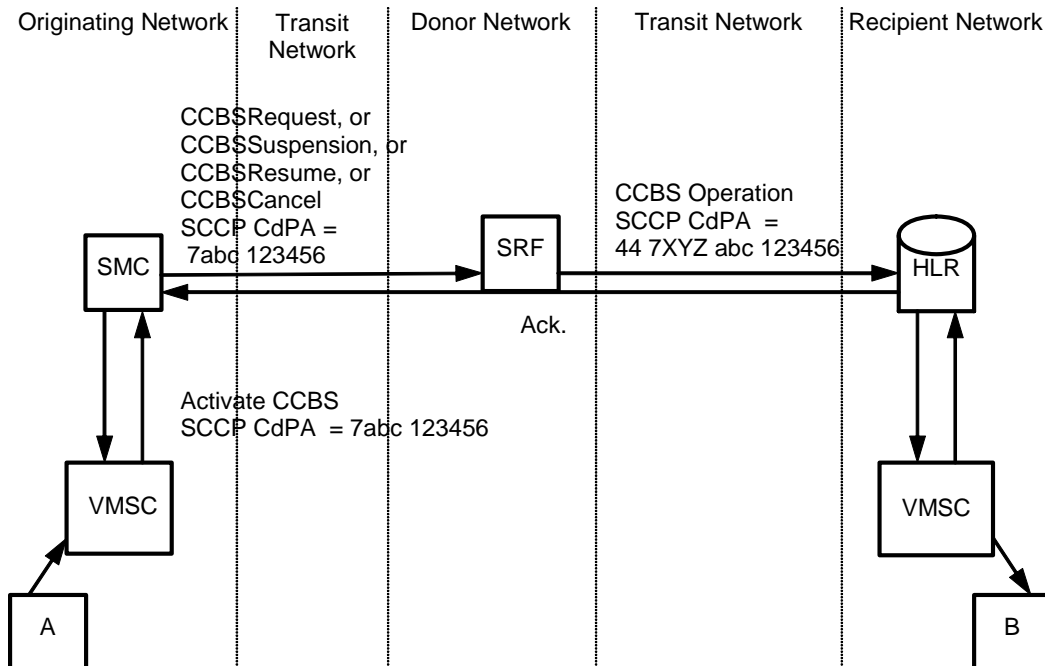 Originating Network
Transit
Network
Donor Network
Transit Network
Recipient Network
CCBSRequest, or
CCBSSuspension, or
CCBSResume, or
CCBSCancel
SCCP CdPA =
7abc 123456
CCBS Operation
SCCP CdPA =
44 7XYZ abc 123456
SMC
SRF
HLR
Ack.
Activate CCBS
SCCP CdPA = 7abc 123456
VMSC
VMSC
A
B